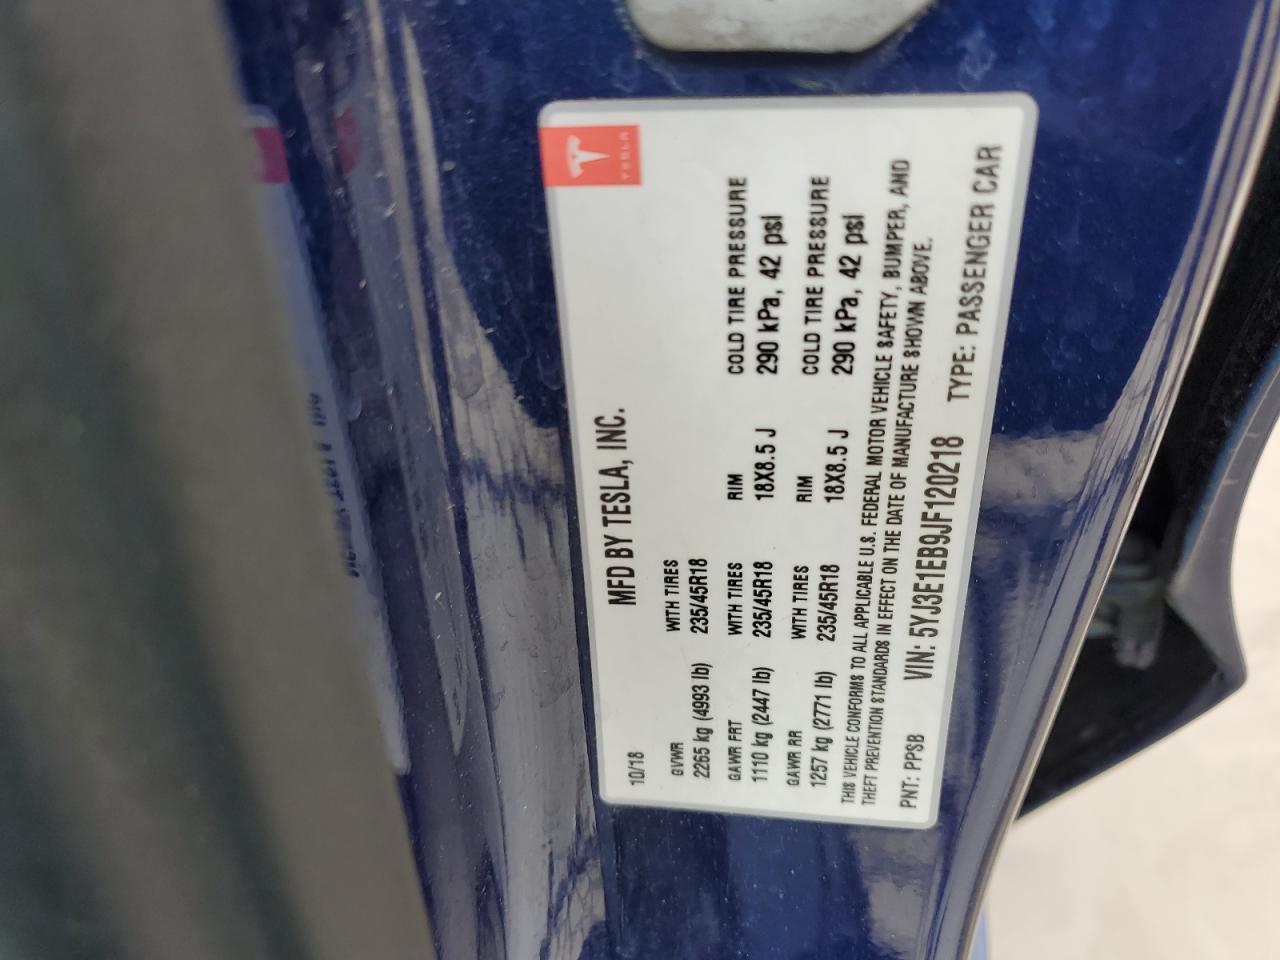 TESLA
MFD BY TESLA, INC.
10/18
GVWR WITH TIRES
2265 kg (4993 lb) 235/45R18
GAWR FRT WITH TIRES RIM COLD TIRE PRESSURE
1110 kg (2447 lb) 235/45R18 18X8.5 J 290 kPa, 42 psi
GAWR RR WITH TIRES RIM COLD TIRE PRESSURE
1257 kg (2771 lb) 235/45R18 18X8.5 J 290 kPa, 42 psi
THIS VEHICLE CONFORMS TO ALL APPLICABLE U.S. FEDERAL MOTOR VEHICLE SAFETY, BUMPER, AND
THEFT PREVENTION STANDARDS IN EFFECT ON THE DATE OF MANUFACTURE SHOWN ABOVE.
PNT: PPSB VIN: 5YJ3E1EB9JF120218 TYPE: PASSENGER CAR